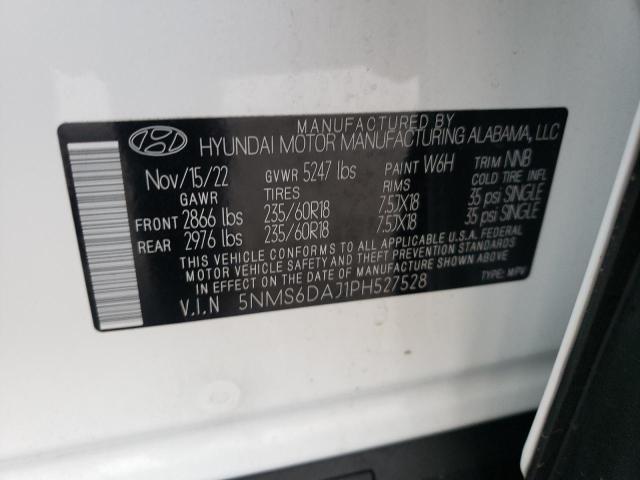 MANUFACTURED BY
HYUNDAI MOTOR MANUFACTURING ALABAMA, LLC
Nov/15/22 GVWR 5247 lbs PAINT W6H TRIM NNB
GAWR TIRES RIMS COLD TIRE INFL
FRONT 2866 lbs 235/60R18 7.5JX18 35 psi SINGLE
REAR 2976 lbs 235/60R18 7.5JX18 35 psi SINGLE
THIS VEHICLE CONFORMS TO ALL APPLICABLE U.S.A. FEDERAL
MOTOR VEHICLE SAFETY AND THEFT PREVENTION STANDARDS
IN EFFECT ON THE DATE OF MANUFACTURE SHOWN ABOVE
V.I.N 5NMS6DAJ1PH527528 TYPE: MPV